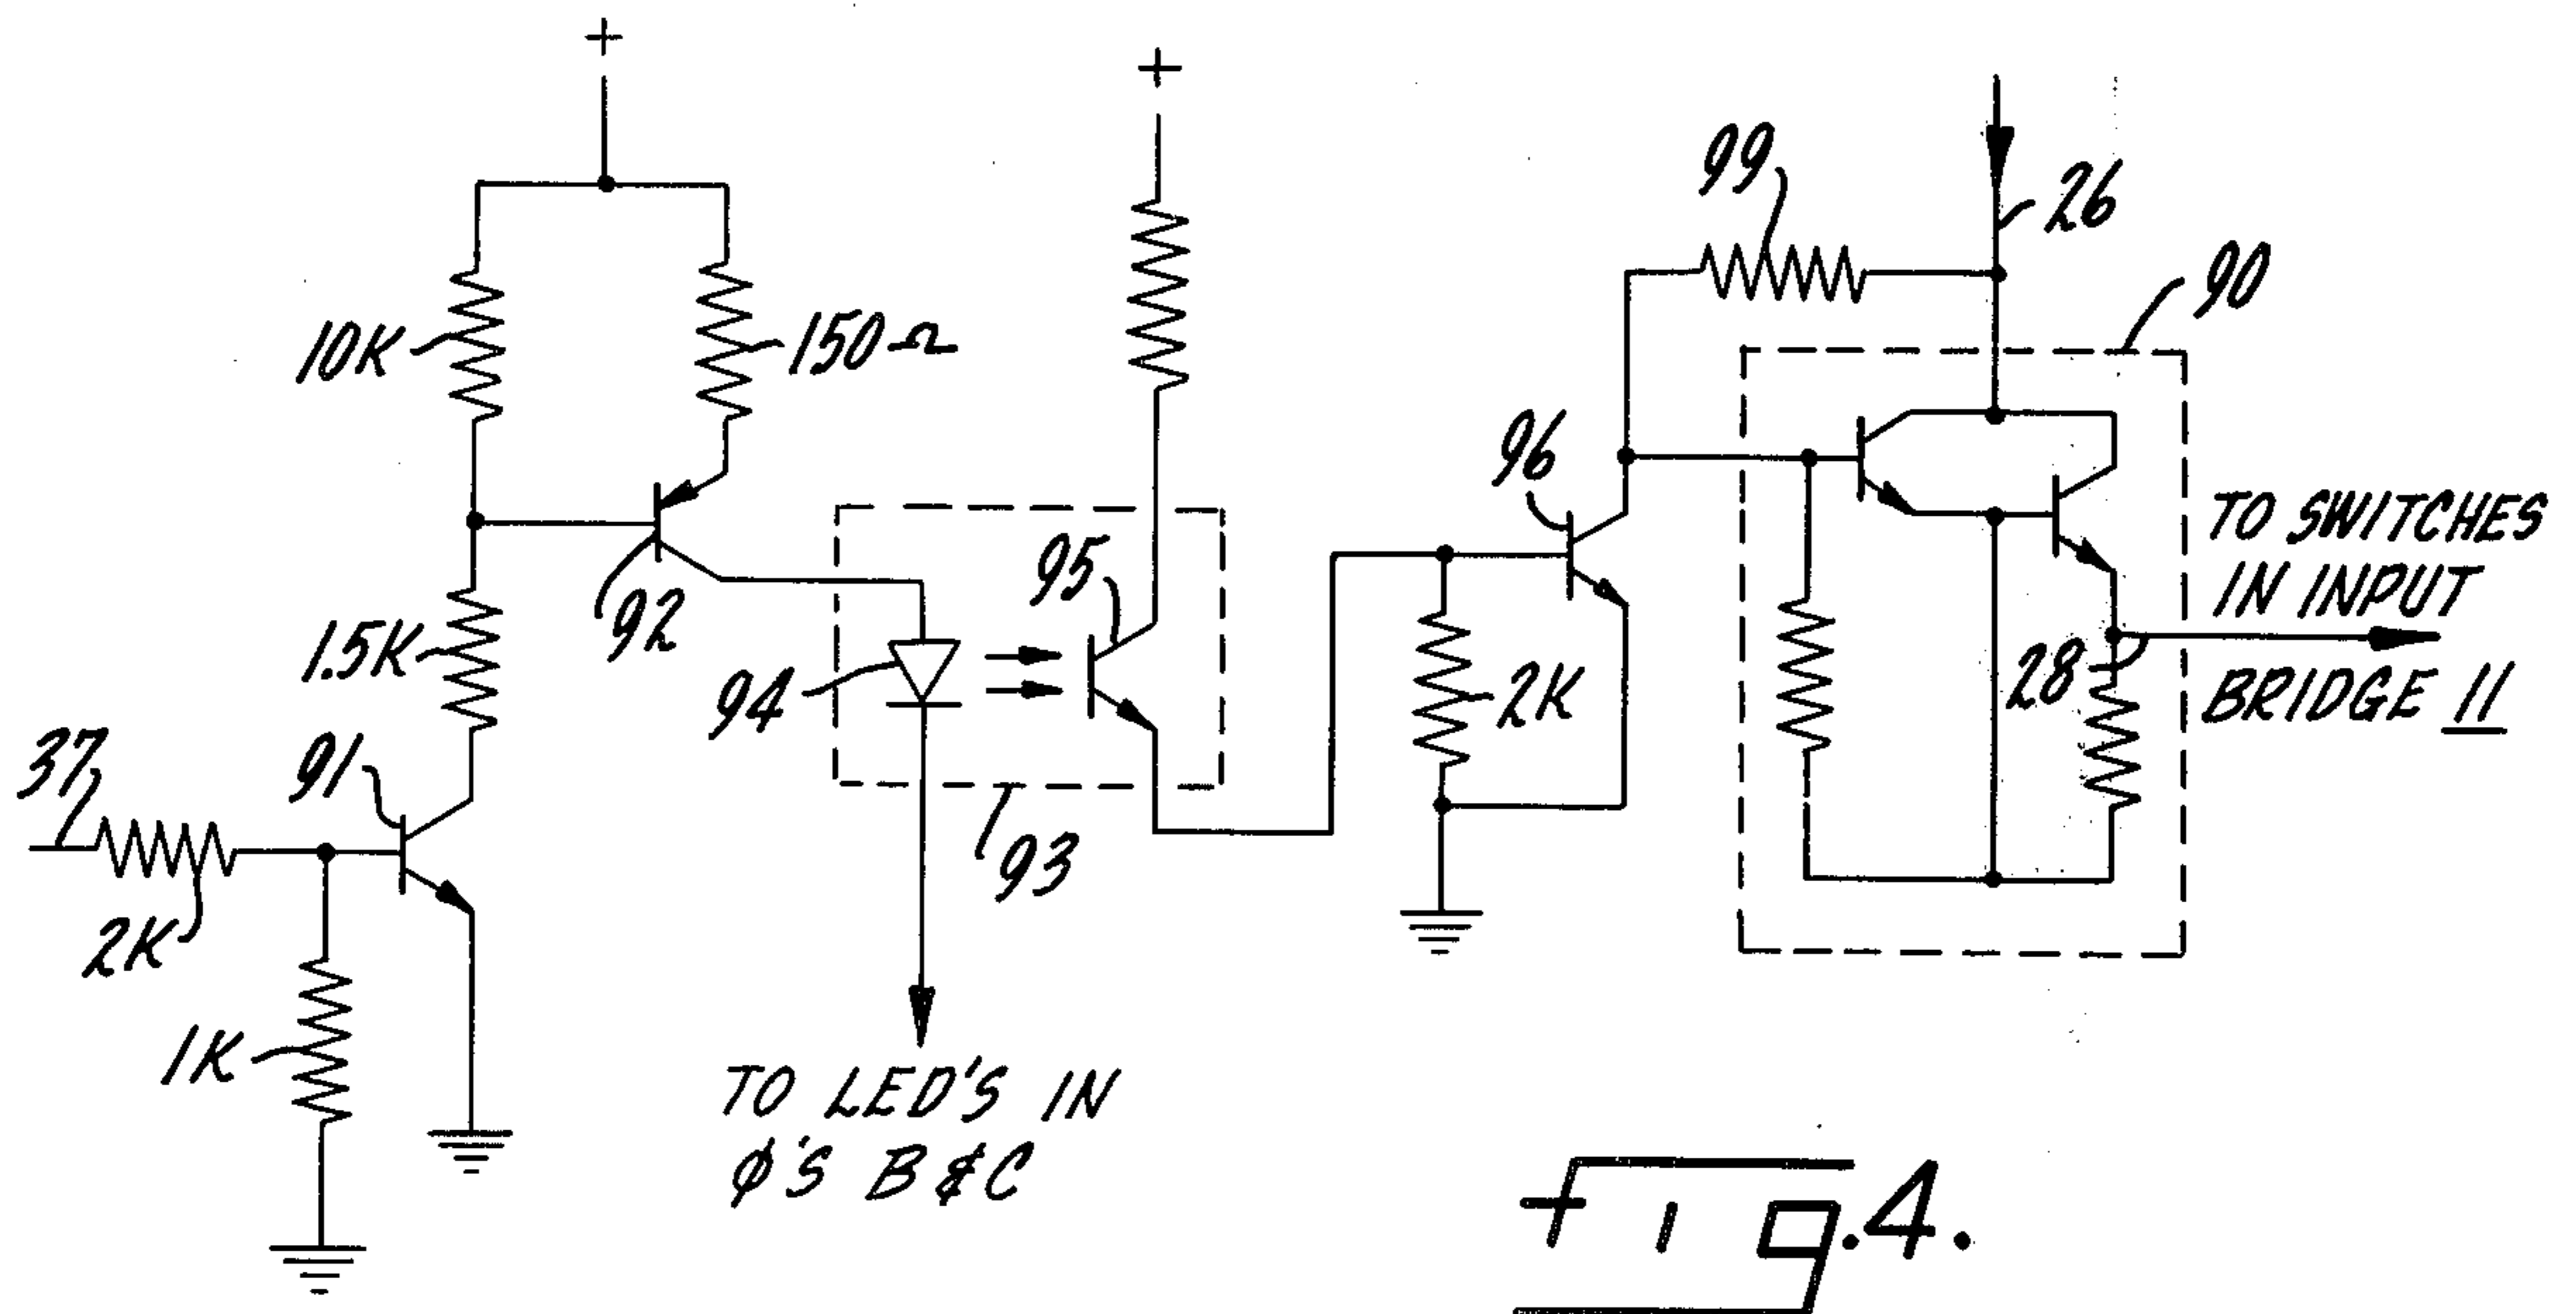 +
+
99
26
90
10K
150Ω
96
95
TO SWITCHES
IN INPUT
BRIDGE 11
92
1.5K
94
28
2K
37
91
93
2K
1K
TO LED'S IN
φ'S B & C
Fig. 4.